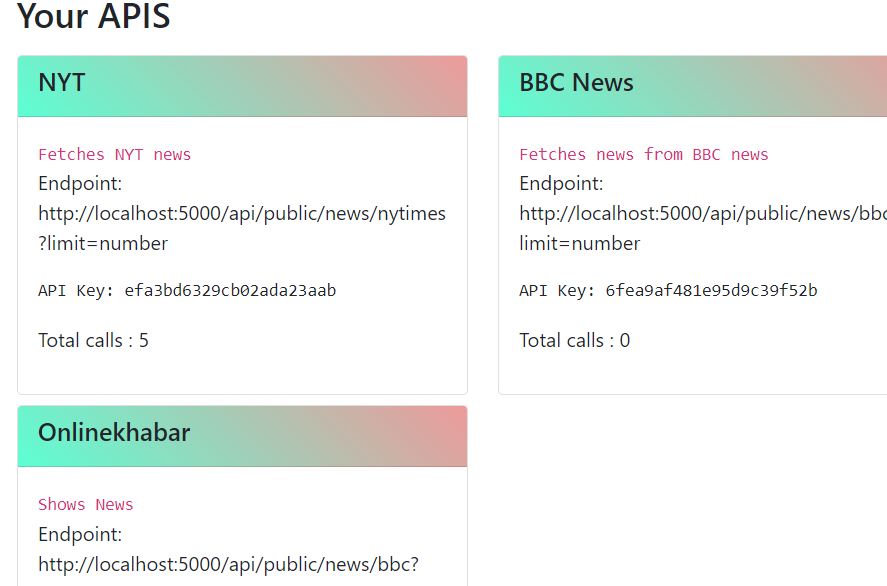 Your APIS
NYT
Fetches NYT news
Endpoint:
http://localhost:5000/api/public/news/nytimes
?limit=number
API Key: efa3bd6329cb02ada23aab
Total calls : 5
BBC News
Fetches news from BBC news
Endpoint:
http://localhost:5000/api/public/news/bbc
limit=number
API Key: 6fea9af481e95d9c39f52b
Total calls : 0
Onlinekhabar
Shows News
Endpoint:
http://localhost:5000/api/public/news/bbc?